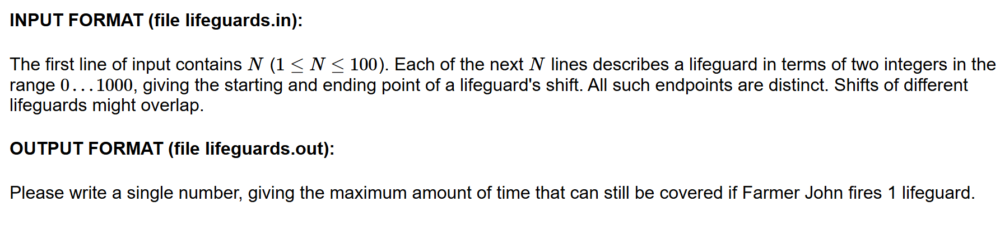 INPUT FORMAT (file lifeguards.in):
The first line of input contains N (1 ≤ N ≤ 100). Each of the next N lines describes a lifeguard in terms of two integers in the
range 0…1000, giving the starting and ending point of a lifeguard's shift. All such endpoints are distinct. Shifts of different
lifeguards might overlap.
OUTPUT FORMAT (file lifeguards.out):
Please write a single number, giving the maximum amount of time that can still be covered if Farmer John fires 1 lifeguard.